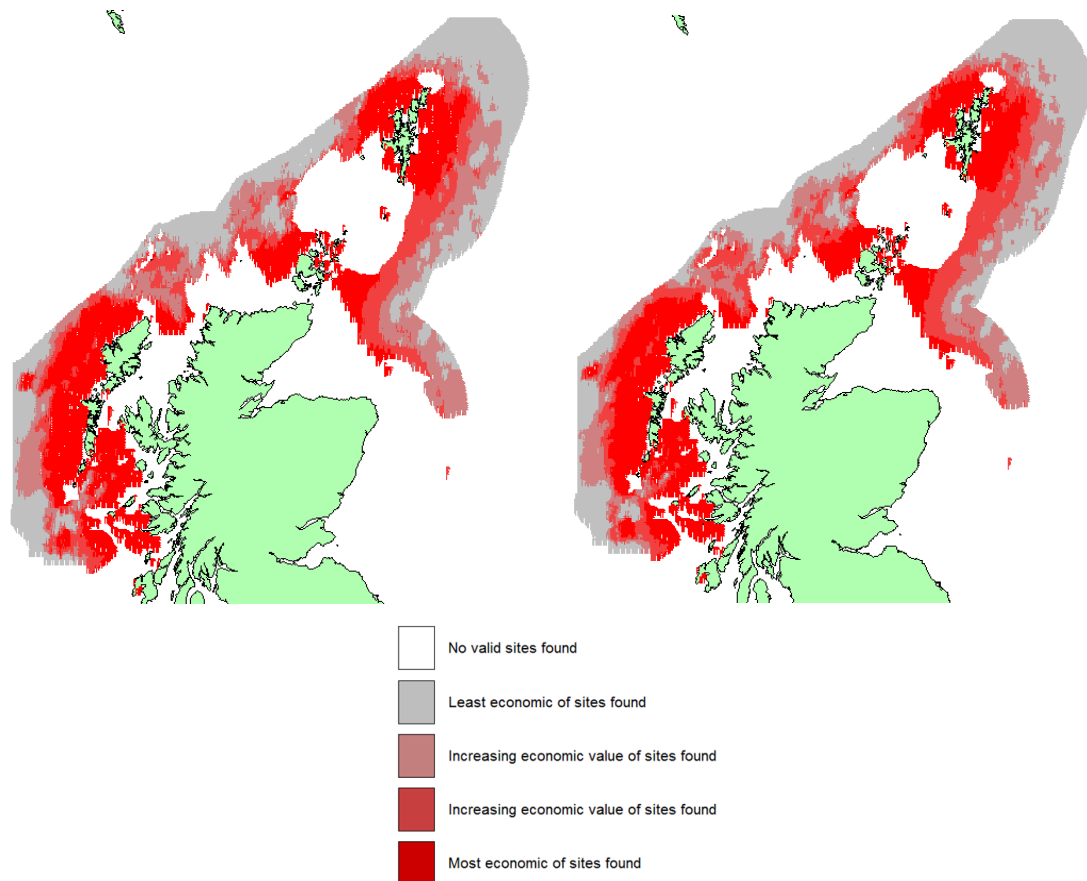 No valid sites found
Least economic of sites found
Increasing economic value of sites found
Increasing economic value of sites found
Most economic of sites found